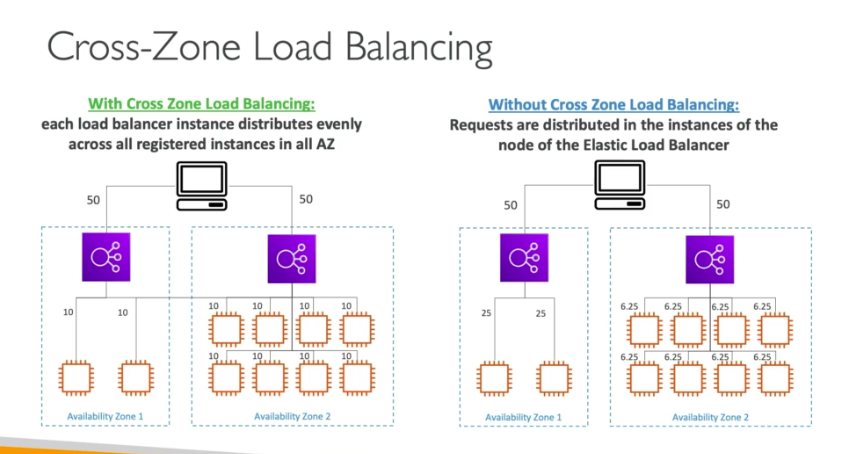 Cross-Zone Load Balancing
With Cross Zone Load Balancing:
each load balancer instance distributes evenly
across all registered instances in all AZ
50
50
10
10
10
10
10
10
10
10
10
10
Availability Zone 1
Availability Zone 2
Without Cross Zone Load Balancing:
Requests are distributed in the instances of the
node of the Elastic Load Balancer
50
50
25
25
6.25
6.25
6.25
6.25
6.25
6.25
6.25
6.25
Availability Zone 1
Availability Zone 2